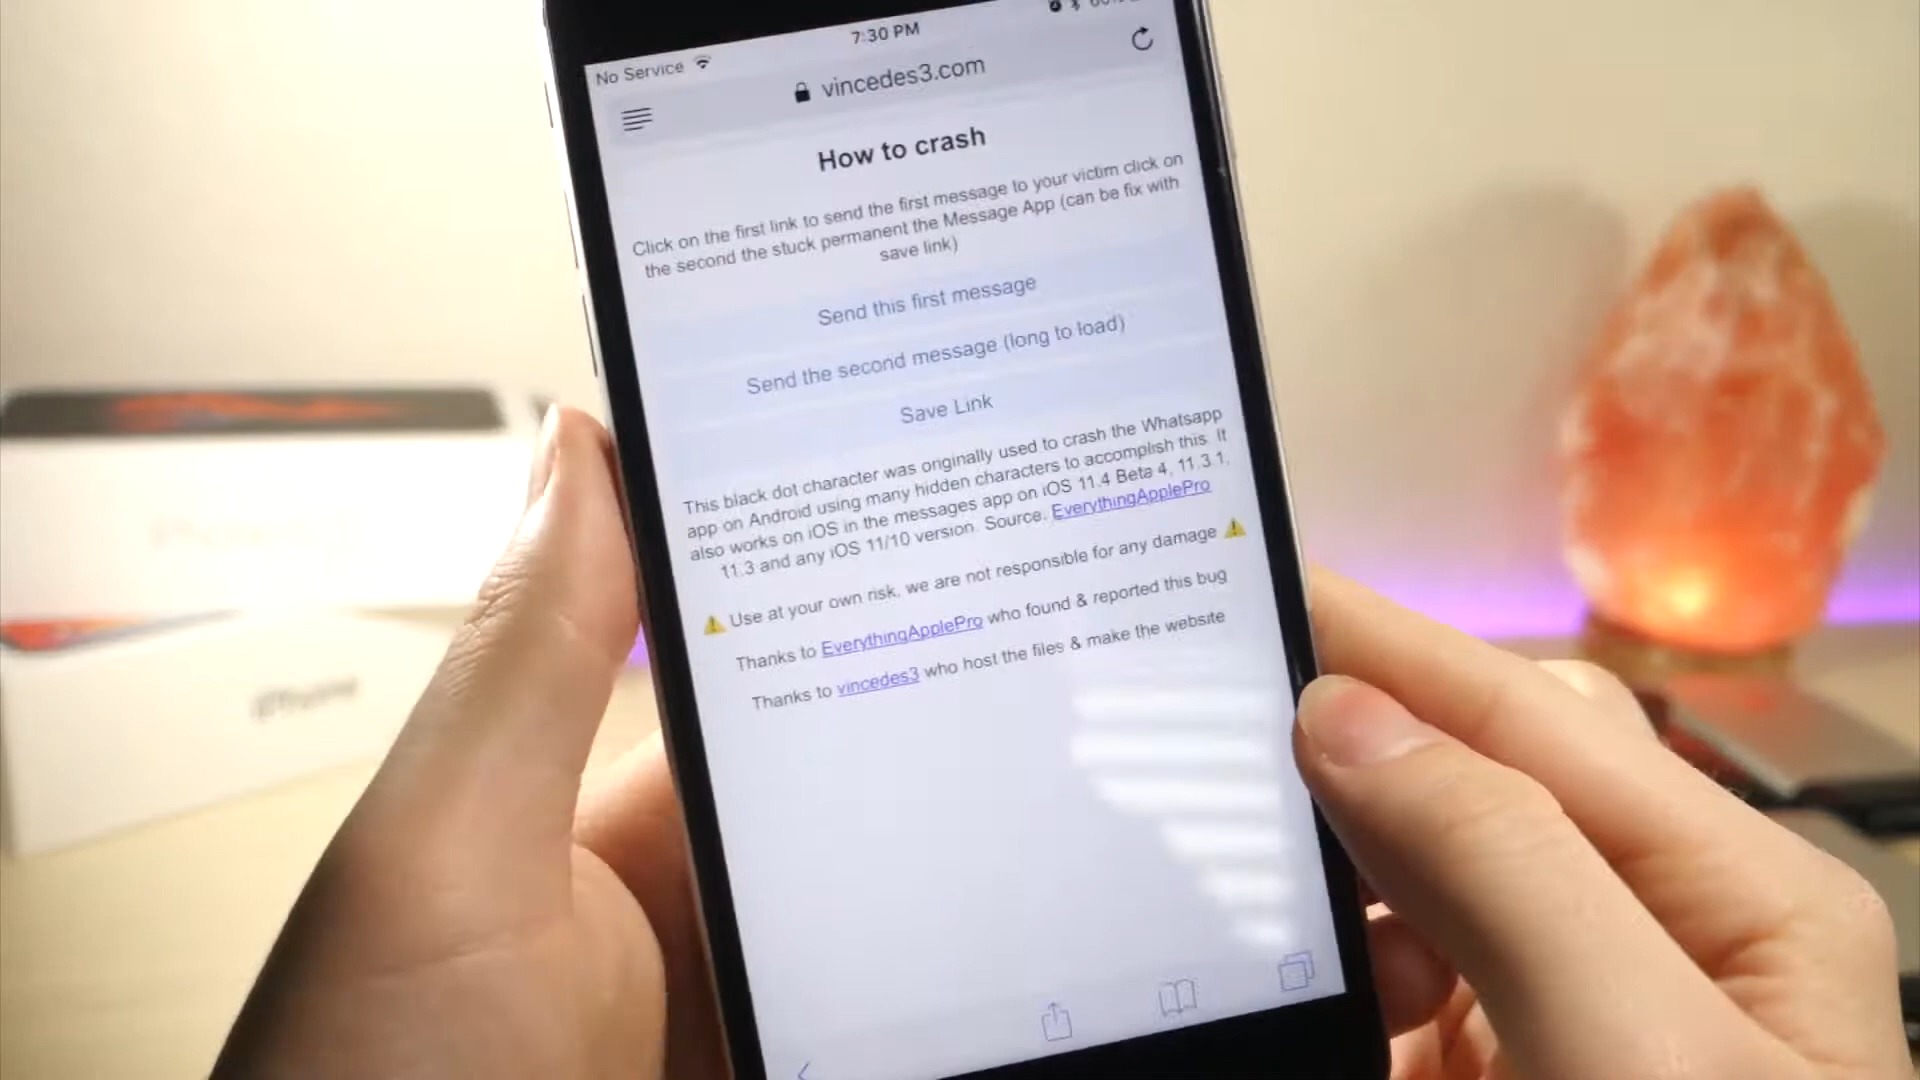 7:30 PM
No Service
vincedes3.com
How to crash
Click on the first link to send the first message to your victim click on
the second the stuck permanent the Message App (can be fix with
save link)
Send this first message
Send the second message (long to load)
Save Link
This black dot character was originally used to crash the Whatsapp
app on Android using many hidden characters to accomplish this. It
also works on iOS in the messages app on iOS 11.4 Beta 4, 11.3.1,
11.3 and any iOS 11/10 version. Source. EverythingApplePro
⚠️ Use at your own risk, we are not responsible for any damage ⚠️
Thanks to EverythingApplePro who found & reported this bug
Thanks to vincedes3 who host the files & make the website
iPhone